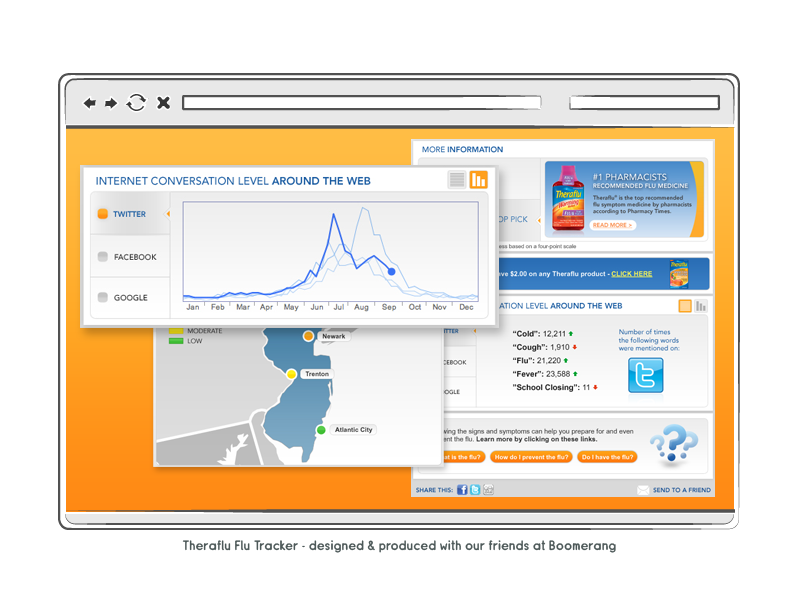 MORE INFORMATION
INTERNET CONVERSATION LEVEL AROUND THE WEB
TWITTER
FACEBOOK
GOOGLE
Jan Feb Mar Apr May Jun Jul Aug Sep Oct Nov Dec
#1 PHARMACISTS
RECOMMENDED FLU MEDICINE
Theraflu® is the top recommended
flu symptom medicine by pharmacists
according to Pharmacy Times.
READ MORE »
Theraflu
OP PICK
ess based on a four-point scale
ve $2.00 on any Theraflu product - CLICK HERE
ATION LEVEL AROUND THE WEB
TTER
CEBOOK
OGLE
"Cold": 12,211
"Cough": 1,910
"Flu": 21,220
"Fever": 23,588
"School Closing": 11
Number of times
the following words
were mentioned on:
t
MODERATE
LOW
Newark
Trenton
Atlantic City
wing the signs and symptoms can help you prepare for and even
ent the flu. Learn more by clicking on these links.
at is the flu?
How do I prevent the flu?
Do I have the flu?
SHARE THIS:
SEND TO A FRIEND
Theraflu Flu Tracker - designed & produced with our friends at Boomerang